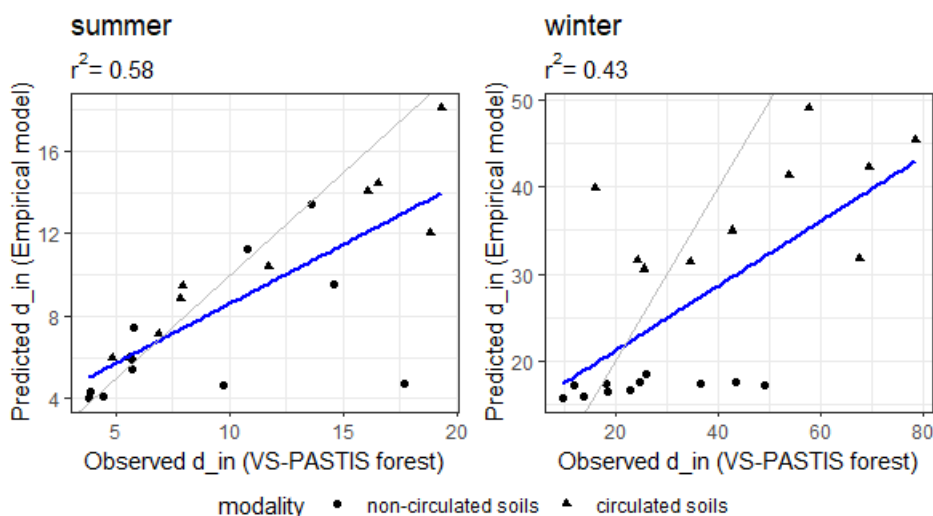 summer
r²= 0.58
Predicted d_in (Empirical model)
16
12
8
4
5
10
15
20
Observed d_in (VS-PASTIS forest)
winter
r²= 0.43
Predicted d_in (Empirical model)
50
40
30
20
20
40
60
80
Observed d_in (VS-PASTIS forest)
modality non-circulated soils circulated soils